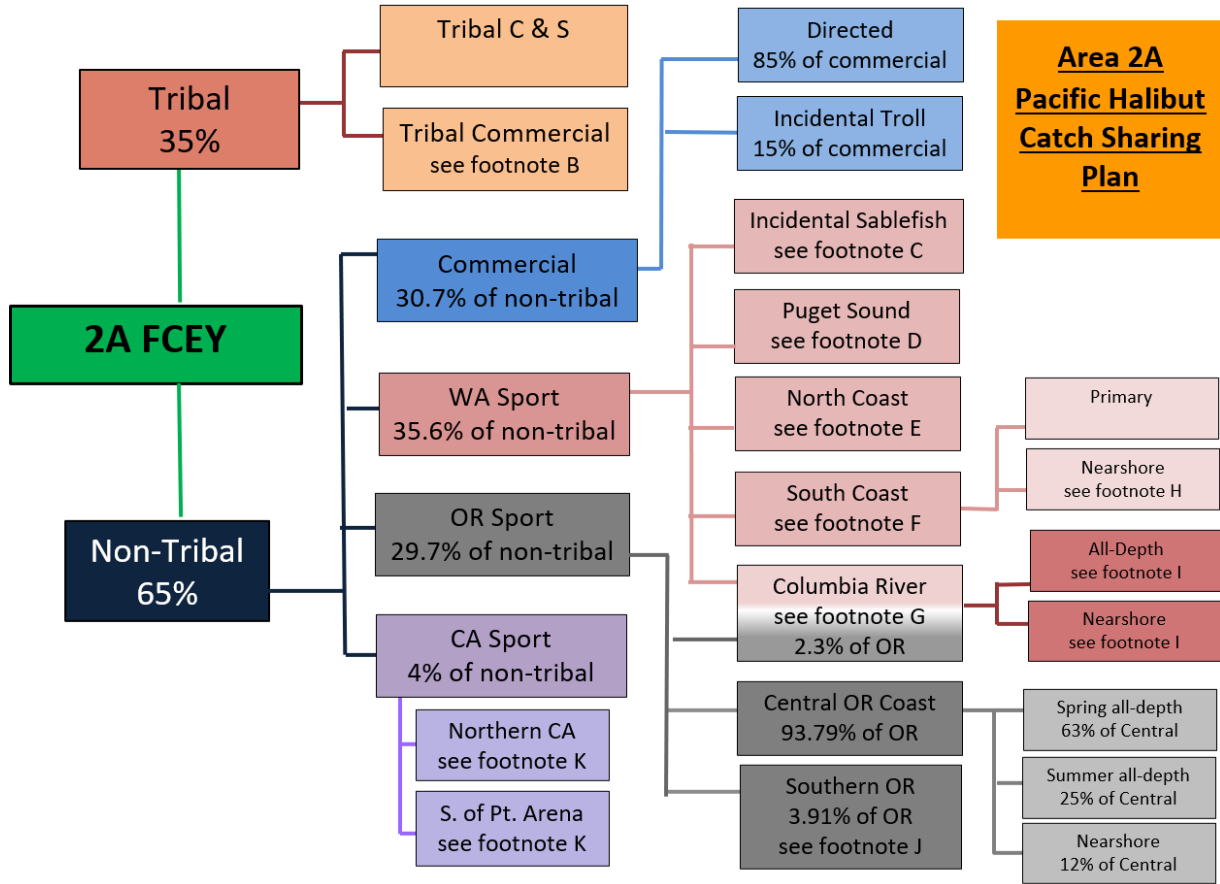 Area 2A
Pacific Halibut
Catch Sharing
Plan
2A FCEY
Tribal
35%
Tribal C & S
Tribal Commercial
see footnote B
Non-Tribal
65%
Commercial
30.7% of non-tribal
Directed
85% of commercial
Incidental Troll
15% of commercial
WA Sport
35.6% of non-tribal
Incidental Sablefish
see footnote C
Puget Sound
see footnote D
North Coast
see footnote E
South Coast
see footnote F
Primary
Nearshore
see footnote H
Columbia River
see footnote G
2.3% of OR
All-Depth
see footnote I
Nearshore
see footnote I
OR Sport
29.7% of non-tribal
Central OR Coast
93.79% of OR
Spring all-depth
63% of Central
Summer all-depth
25% of Central
Nearshore
12% of Central
Southern OR
3.91% of OR
see footnote J
CA Sport
4% of non-tribal
Northern CA
see footnote K
S. of Pt. Arena
see footnote K